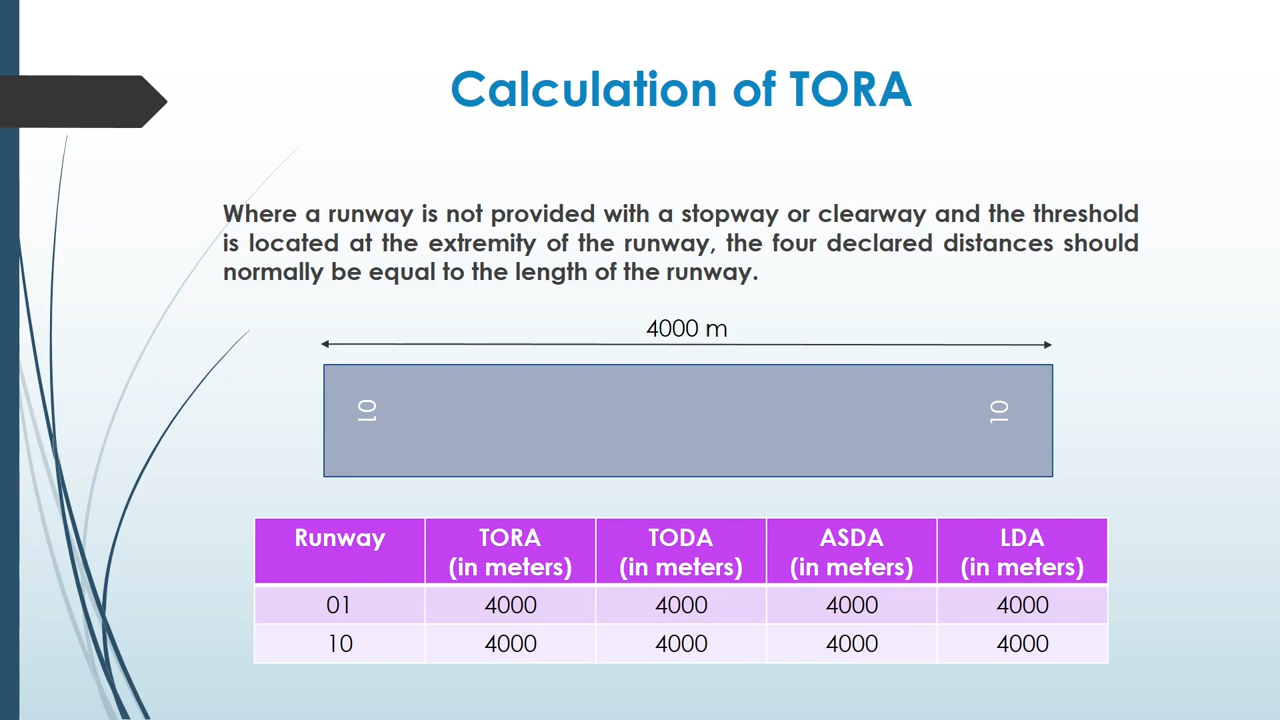 Calculation of TORA
Where a runway is not provided with a stopway or clearway and the threshold
is located at the extremity of the runway, the four declared distances should
normally be equal to the length of the runway.
4000 m
01
10
Runway TORA TODA ASDA LDA
(in meters) (in meters) (in meters) (in meters)
01 4000 4000 4000 4000
10 4000 4000 4000 4000